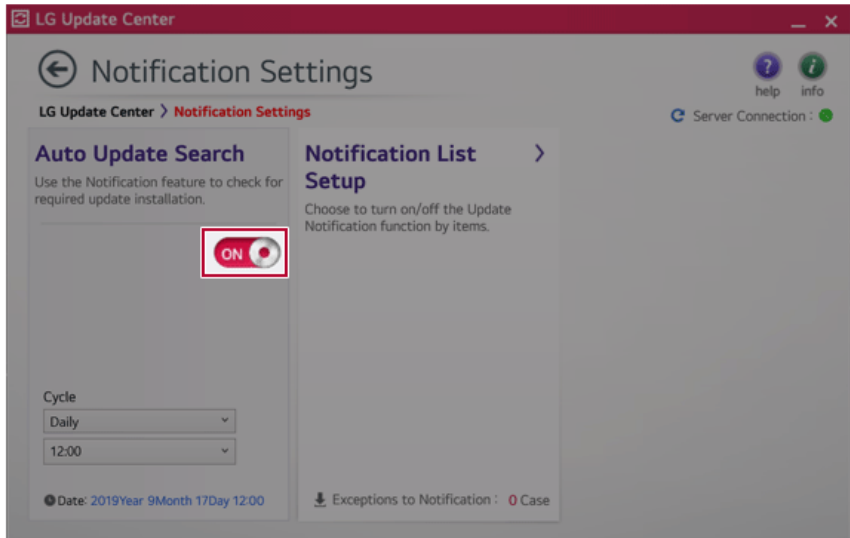 LG Update Center
Notification Settings
help
info
LG Update Center > Notification Settings
Server Connection :
Auto Update Search
Use the Notification feature to check for
required update installation.
ON
Cycle
Daily
12:00
Date: 2019Year 9Month 17Day 12:00
Notification List
Setup
Choose to turn on/off the Update
Notification function by items.
Exceptions to Notification : 0 Case